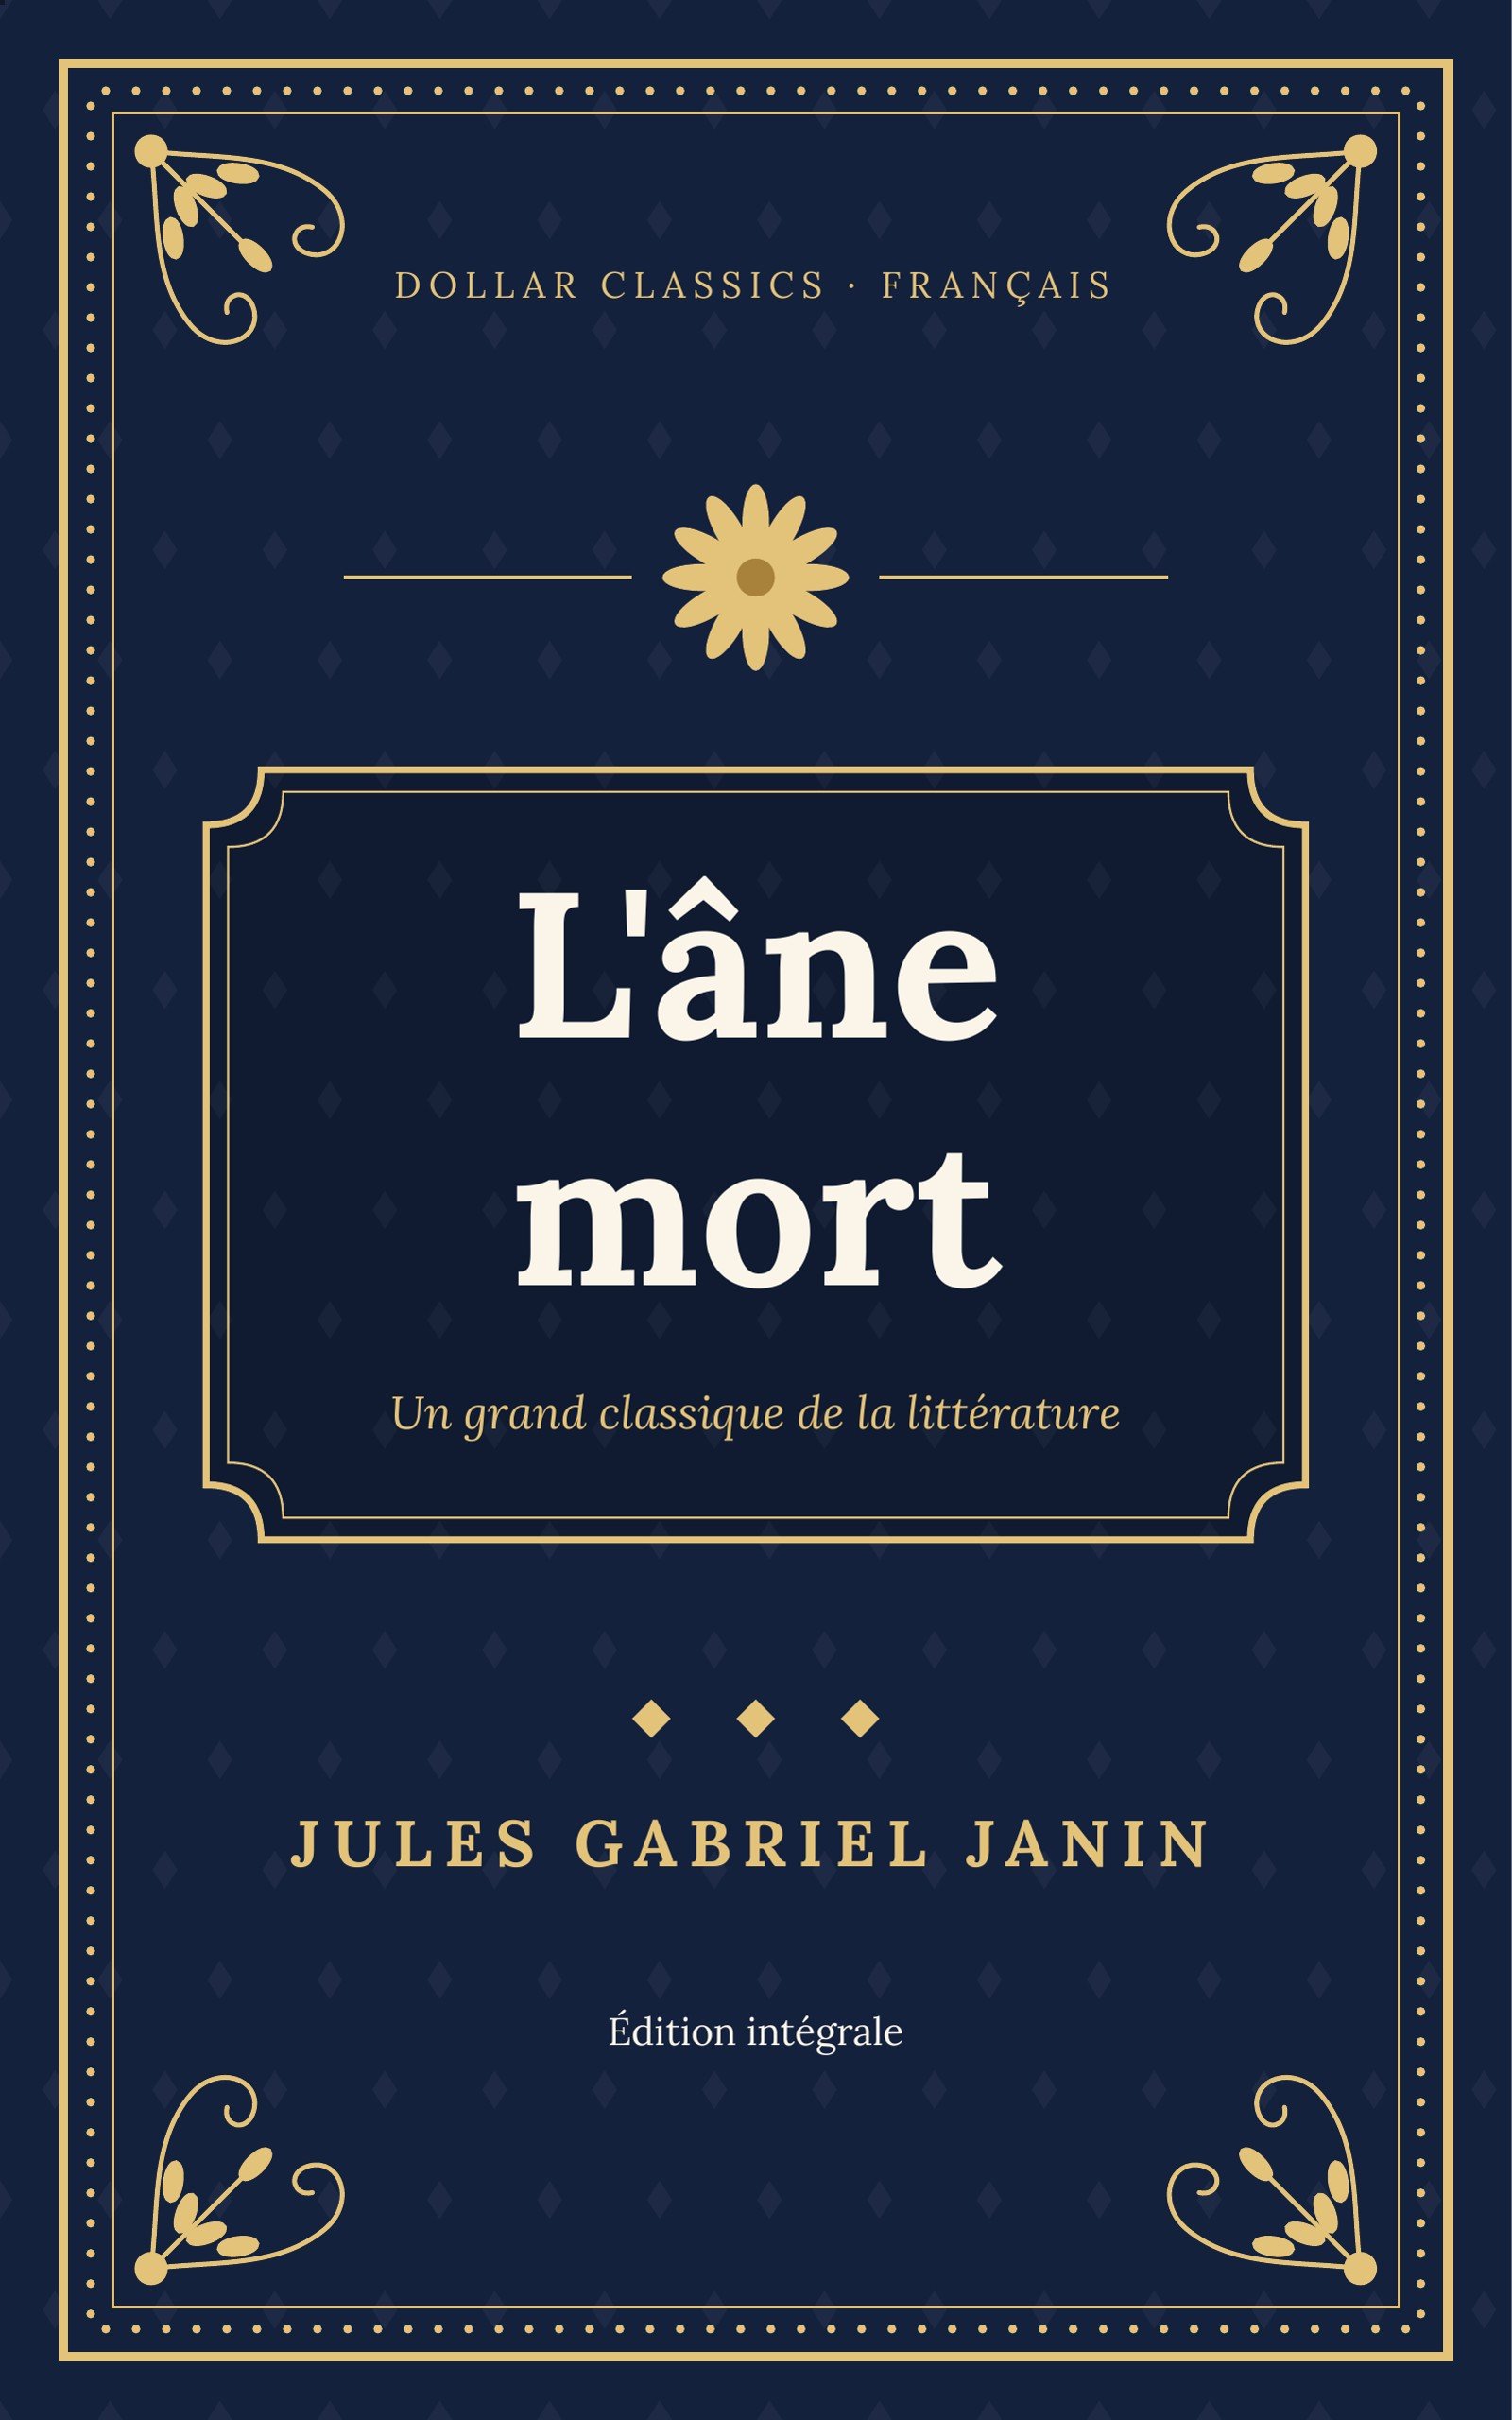 DOLLAR CLASSICS · FRANÇAIS
L'âne
mort
Un grand classique de la littérature
JULES GABRIEL JANIN
Édition intégrale